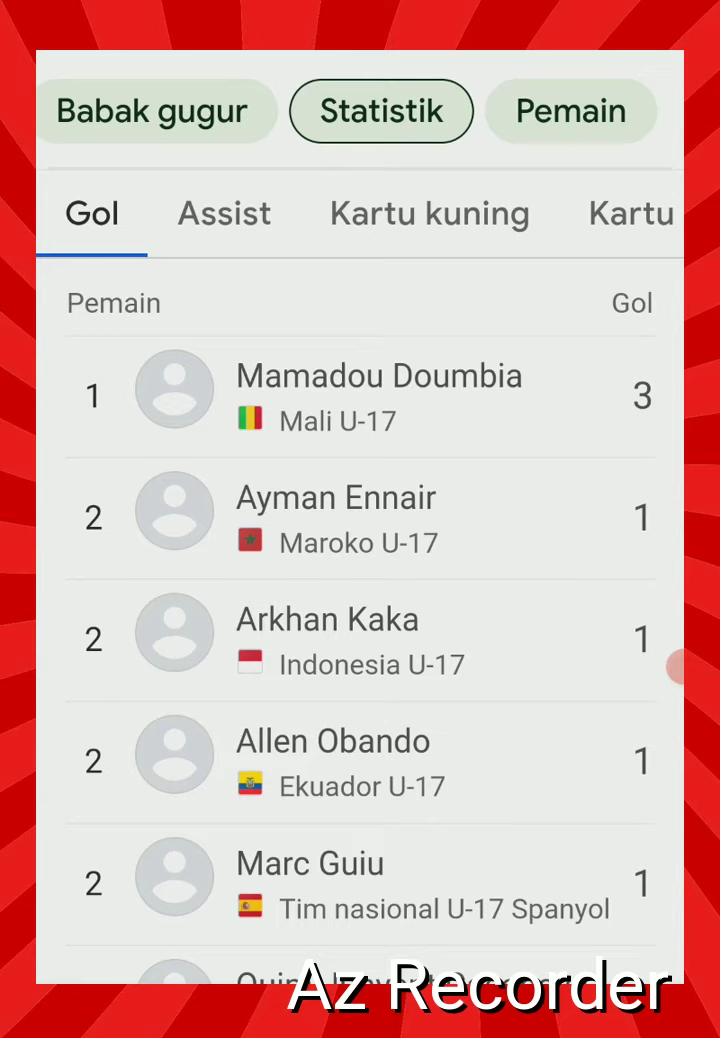 Babak gugur Statistik Pemain
Gol Assist Kartu kuning Kartu
Pemain Gol
1 Mamadou Doumbia 3
Mali U-17
2 Ayman Ennair 1
Maroko U-17
2 Arkhan Kaka 1
Indonesia U-17
2 Allen Obando 1
Ekuador U-17
2 Marc Guiu 1
Tim nasional U-17 Spanyol
Az Recorder